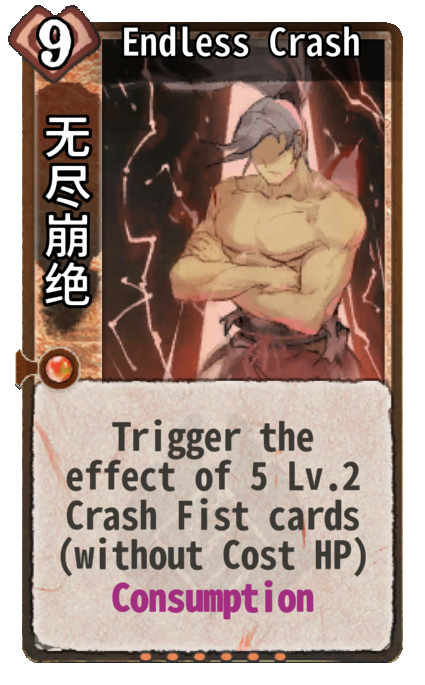 9
Endless Crash
无尽崩绝
Trigger the
effect of 5 Lv.2
Crash Fist cards
(without Cost HP)
Consumption